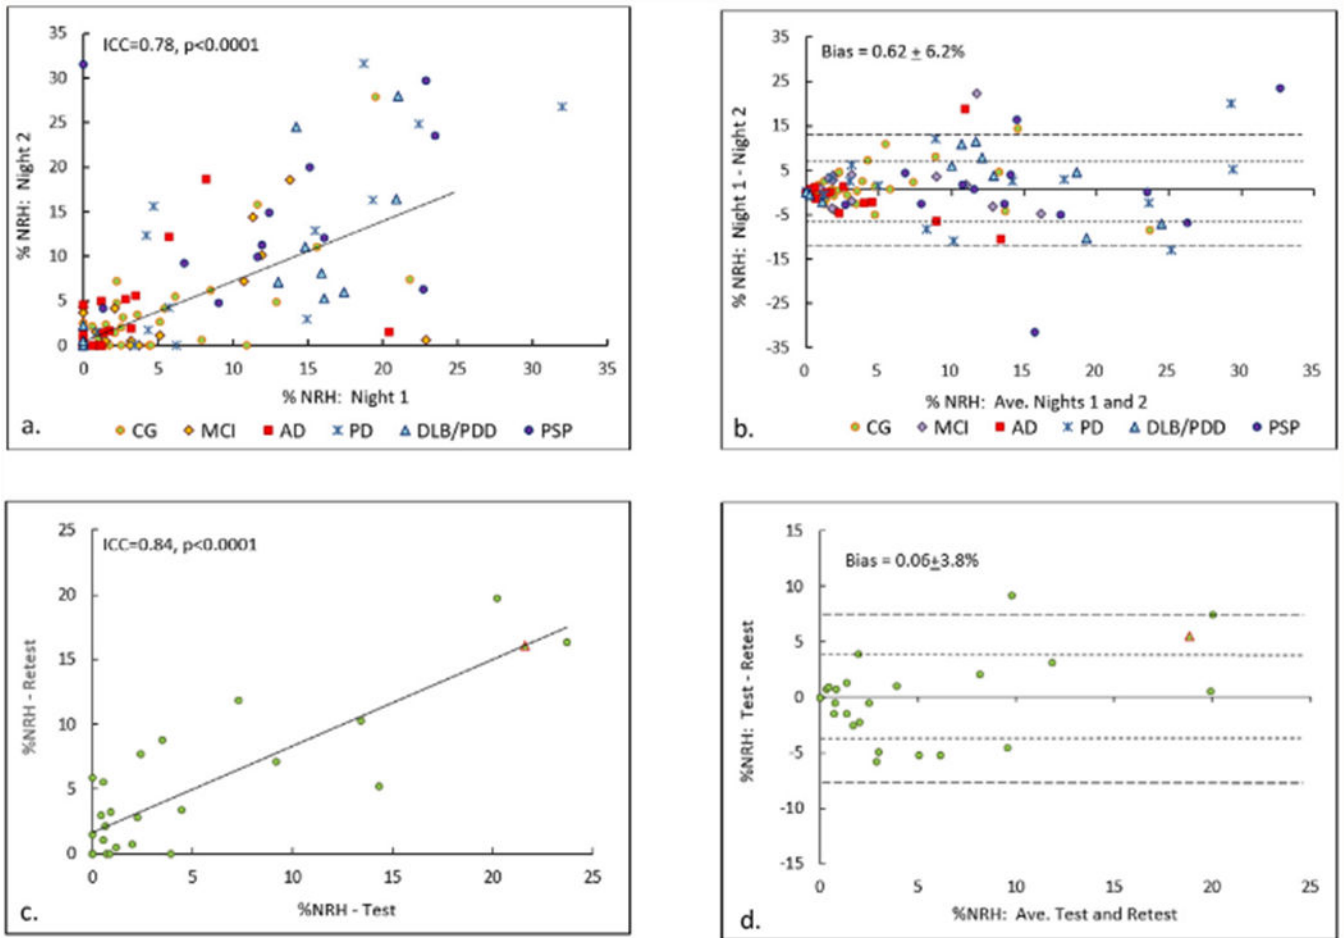 ICC=0.78, p<0.0001
% NRH: Night 2
35
30
25
20
15
10
5
0
0 5 10 15 20 25 30 35
% NRH: Night 1
a.
CG MCI AD PD DLB/PDD PSP
Bias = 0.62 ± 6.2%
% NRH: Night 1 - Night 2
35
25
15
5
-5
-15
-25
-35
0 5 10 15 20 25 30 35
% NRH: Ave. Nights 1 and 2
b.
CG MCI AD PD DLB/PDD PSP
ICC=0.84, p<0.0001
%NRH - Retest
25
20
15
10
5
0
0 5 10 15 20 25
%NRH - Test
c.
Bias = 0.06±3.8%
%NRH: Test - Retest
15
10
5
0
-5
-10
-15
0 5 10 15 20 25
%NRH: Ave. Test and Retest
d.